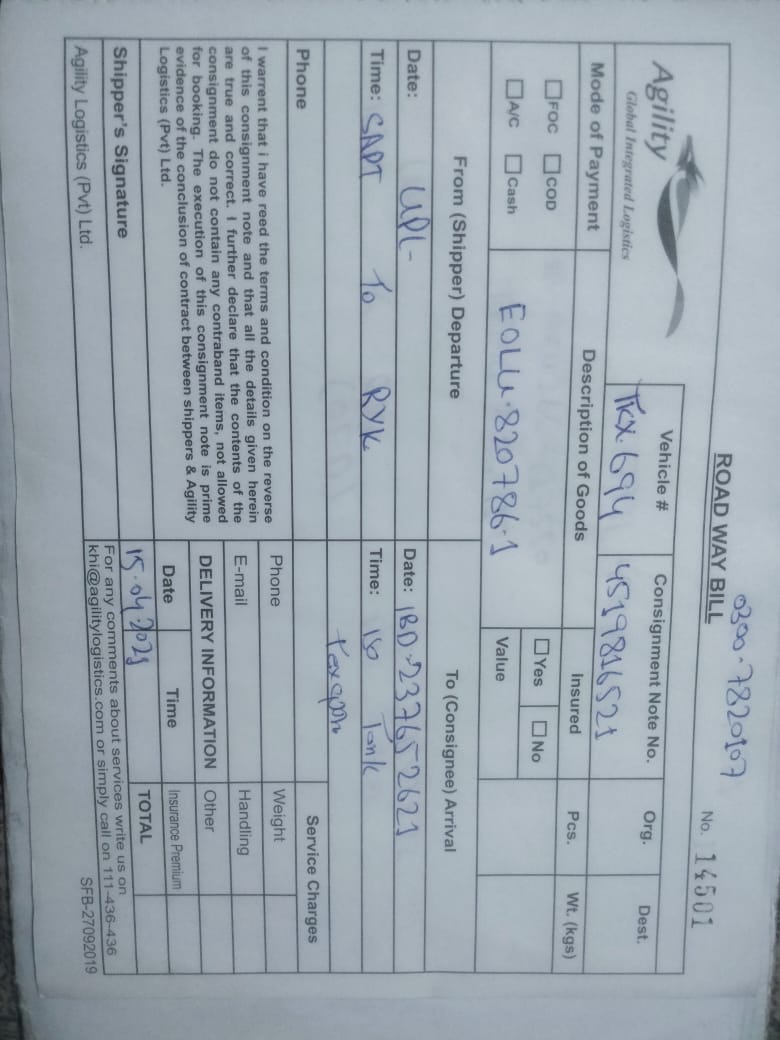 0300-7820107
ROAD WAY BILL
No. 14501
Agility
Global Integrated Logistics
Vehicle #
TKX.694
Consignment Note No.
4519816521
Org.
Dest.
Mode of Payment
FOC COD
A/C Cash
Description of Goods
EOLU.820786-1
Insured
Yes No
Value
Pcs.
Wt. (kgs)
From (Shipper) Departure
To (Consignee) Arrival
Date: UPL-
Date: IBD-237652621
Time: SAPT To RYK
Time: ISO Tank
Phone
I warrent that i have reed the terms and condition on the reverse
of this consignment note and that all the details given herein
are true and correct. I further declare that the contents of the
consignment do not contain any contraband items, not allowed
for booking. The execution of this consignment note is prime
evidence of the conclusion of contract between shippers & Agility
Logistics (Pvt) Ltd.
Shipper's Signature
Agility Logistics (Pvt) Ltd.
Phone
E-mail
DELIVERY INFORMATION
Date Time
15.04.2021
Service Charges
Weight
Handling
Other
Insurance Premium
TOTAL
For any comments about services write us on
khi@agilitylogistics.com or simply call on 111-436-436
SFB-27092019